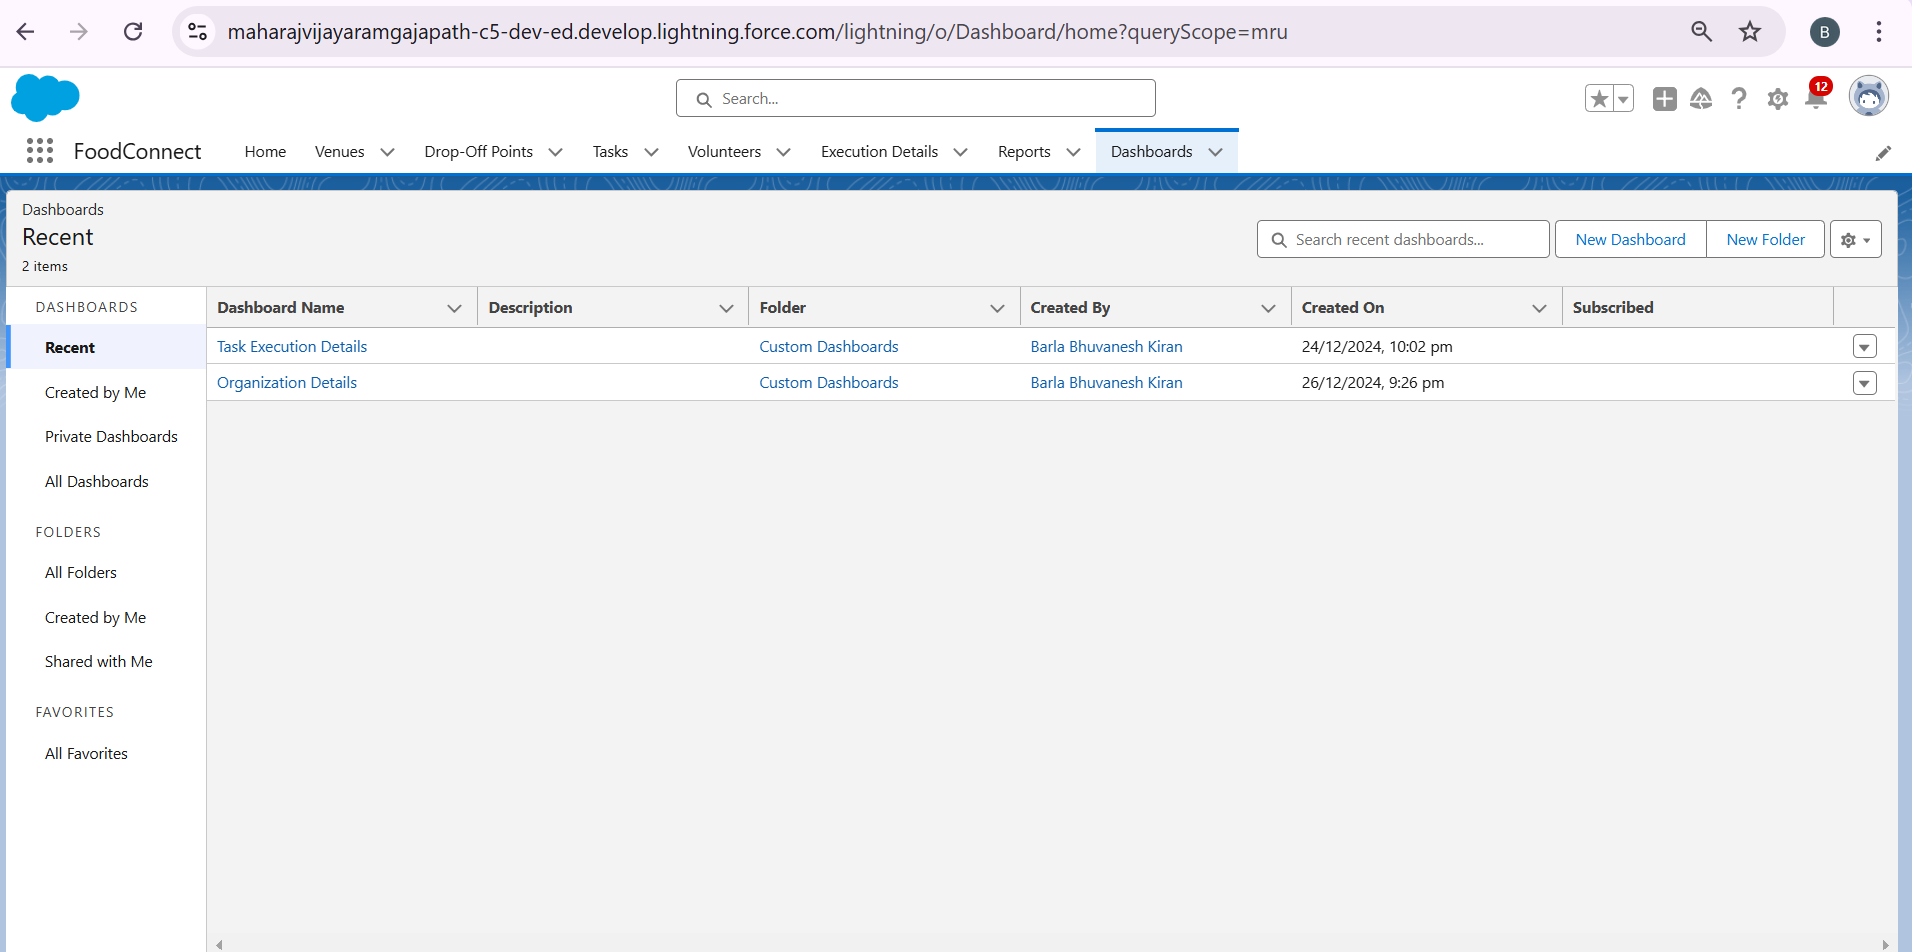 maharajvijayaramgajapath-c5-dev-ed.develop.lightning.force.com/lightning/o/Dashboard/home?queryScope=mru
B
Search...
12
FoodConnect
Home
Venues
Drop-Off Points
Tasks
Volunteers
Execution Details
Reports
Dashboards
Dashboards
Recent
2 items
Search recent dashboards...
New Dashboard
New Folder
DASHBOARDS
Recent
Created by Me
Private Dashboards
All Dashboards
FOLDERS
All Folders
Created by Me
Shared with Me
FAVORITES
All Favorites
Dashboard Name Description Folder Created By Created On Subscribed
Task Execution Details Custom Dashboards Barla Bhuvanesh Kiran 24/12/2024, 10:02 pm
Organization Details Custom Dashboards Barla Bhuvanesh Kiran 26/12/2024, 9:26 pm